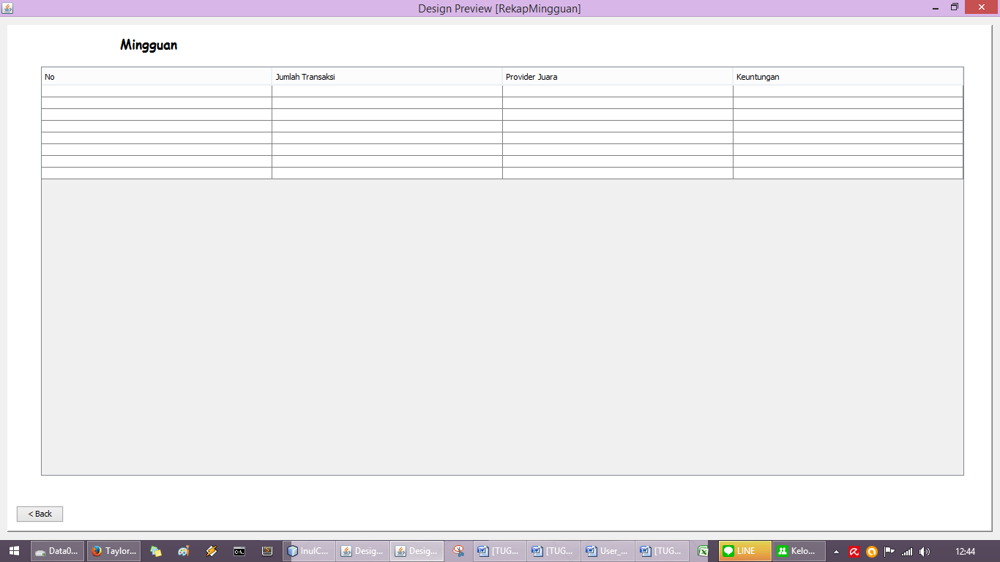 Design Preview [RekapMingguan]
Mingguan
No Jumlah Transaksi Provider Juara Keuntungan
< Back
Data0... Taylor... C:\. InulC... Desig... Desig... [TUG... [TUG... User_... [TUG... LINE Kelo... 12:44